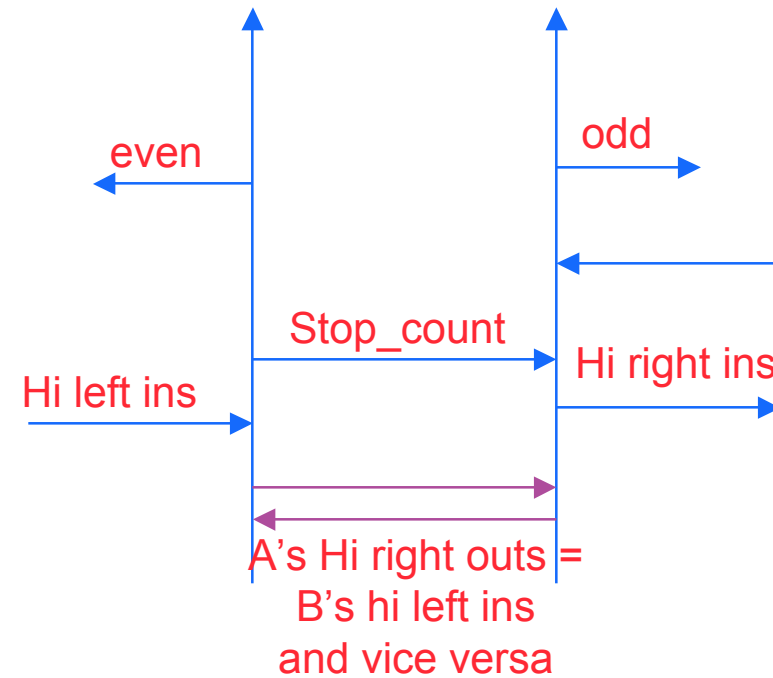 even
odd
Stop_count
Hi right ins
Hi left ins
A’s Hi right outs =
B’s hi left ins
and vice versa